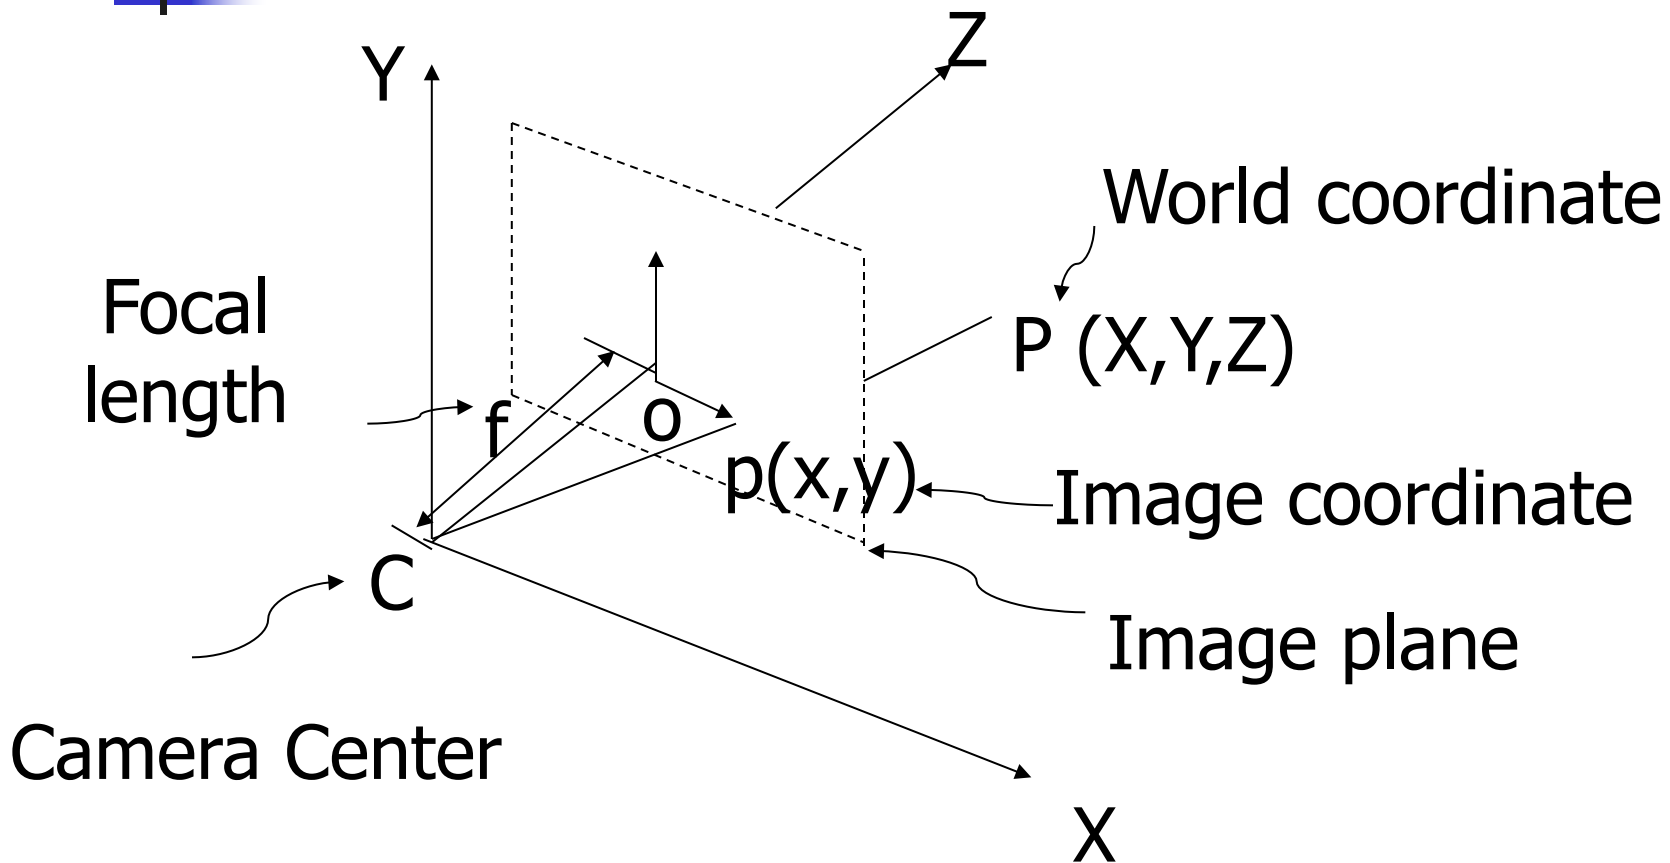 Z
Y
World coordinate
Focal
length
P (X,Y,Z)
f
o
p(x,y)
Image coordinate
C
Image plane
Camera Center
X